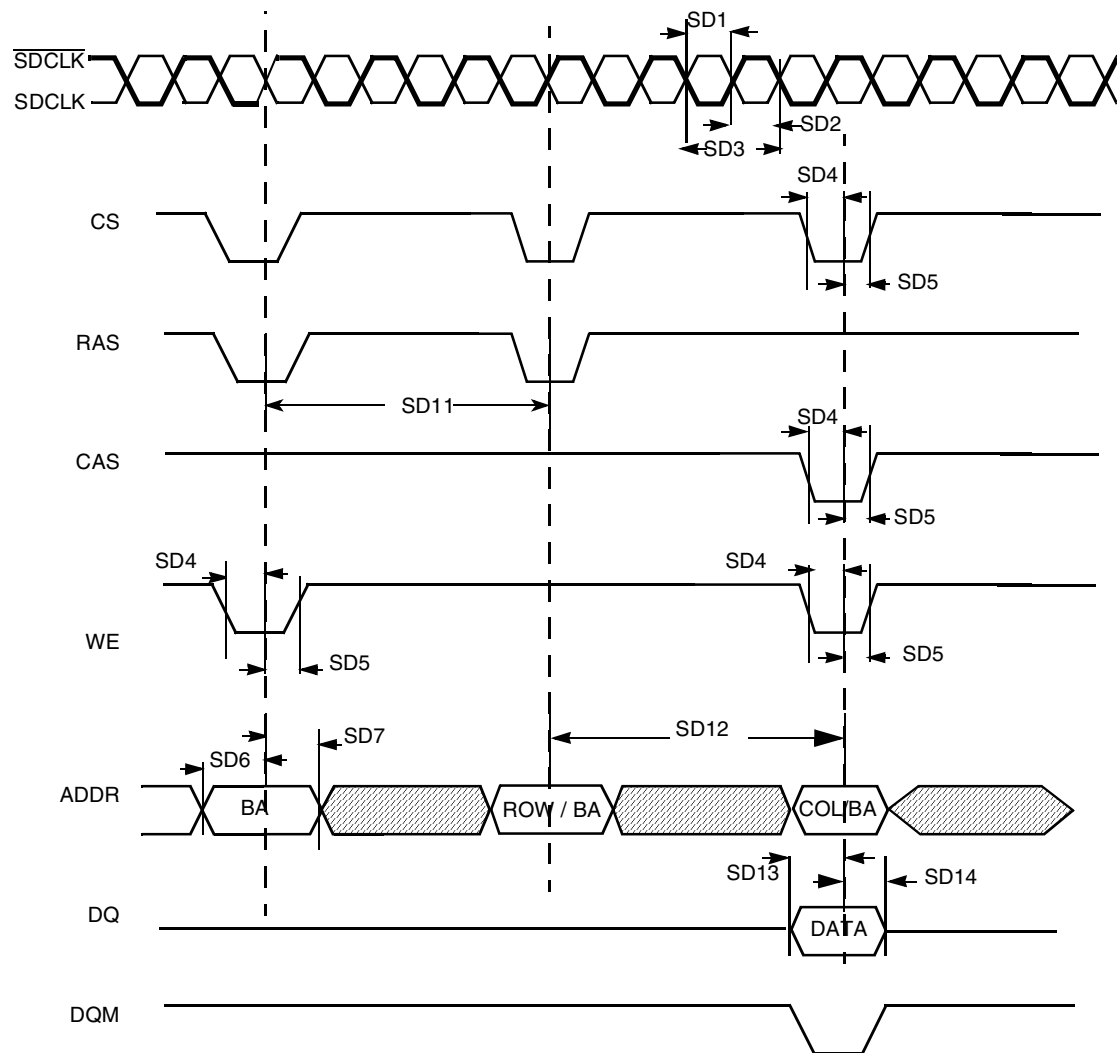 SD1
SDCLK
SDCLK
SD2
SD3
SD4
CS
SD5
RAS
SD11
SD4
CAS
SD5
SD4
SD4
WE
SD5
SD5
SD12
SD7
SD6
ADDR
BA
ROW / BA
COL/BA
SD13
SD14
DQ
DATA
DQM